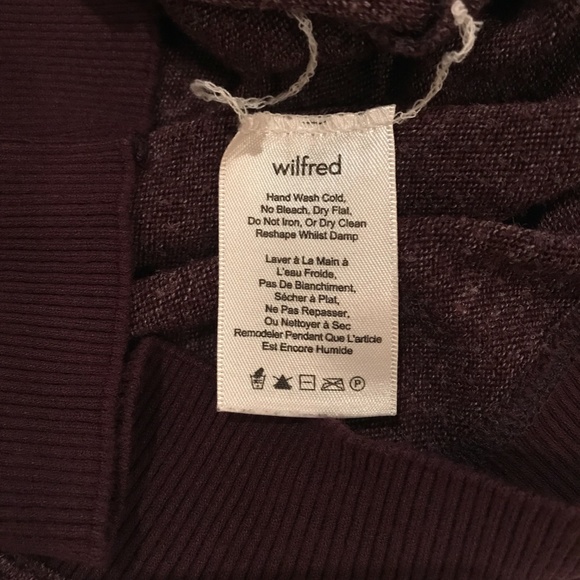 wilfred
Hand Wash Cold,
No Bleach, Dry Flat,
Do Not Iron, Or Dry Clean
Reshape Whilst Damp
Laver à La Main à
L'eau Froide,
Pas De Blanchiment,
Sécher à Plat,
Ne Pas Repasser,
Ou Nettoyer à Sec
Remodeler Pendant Que L'article
Est Encore Humide
P